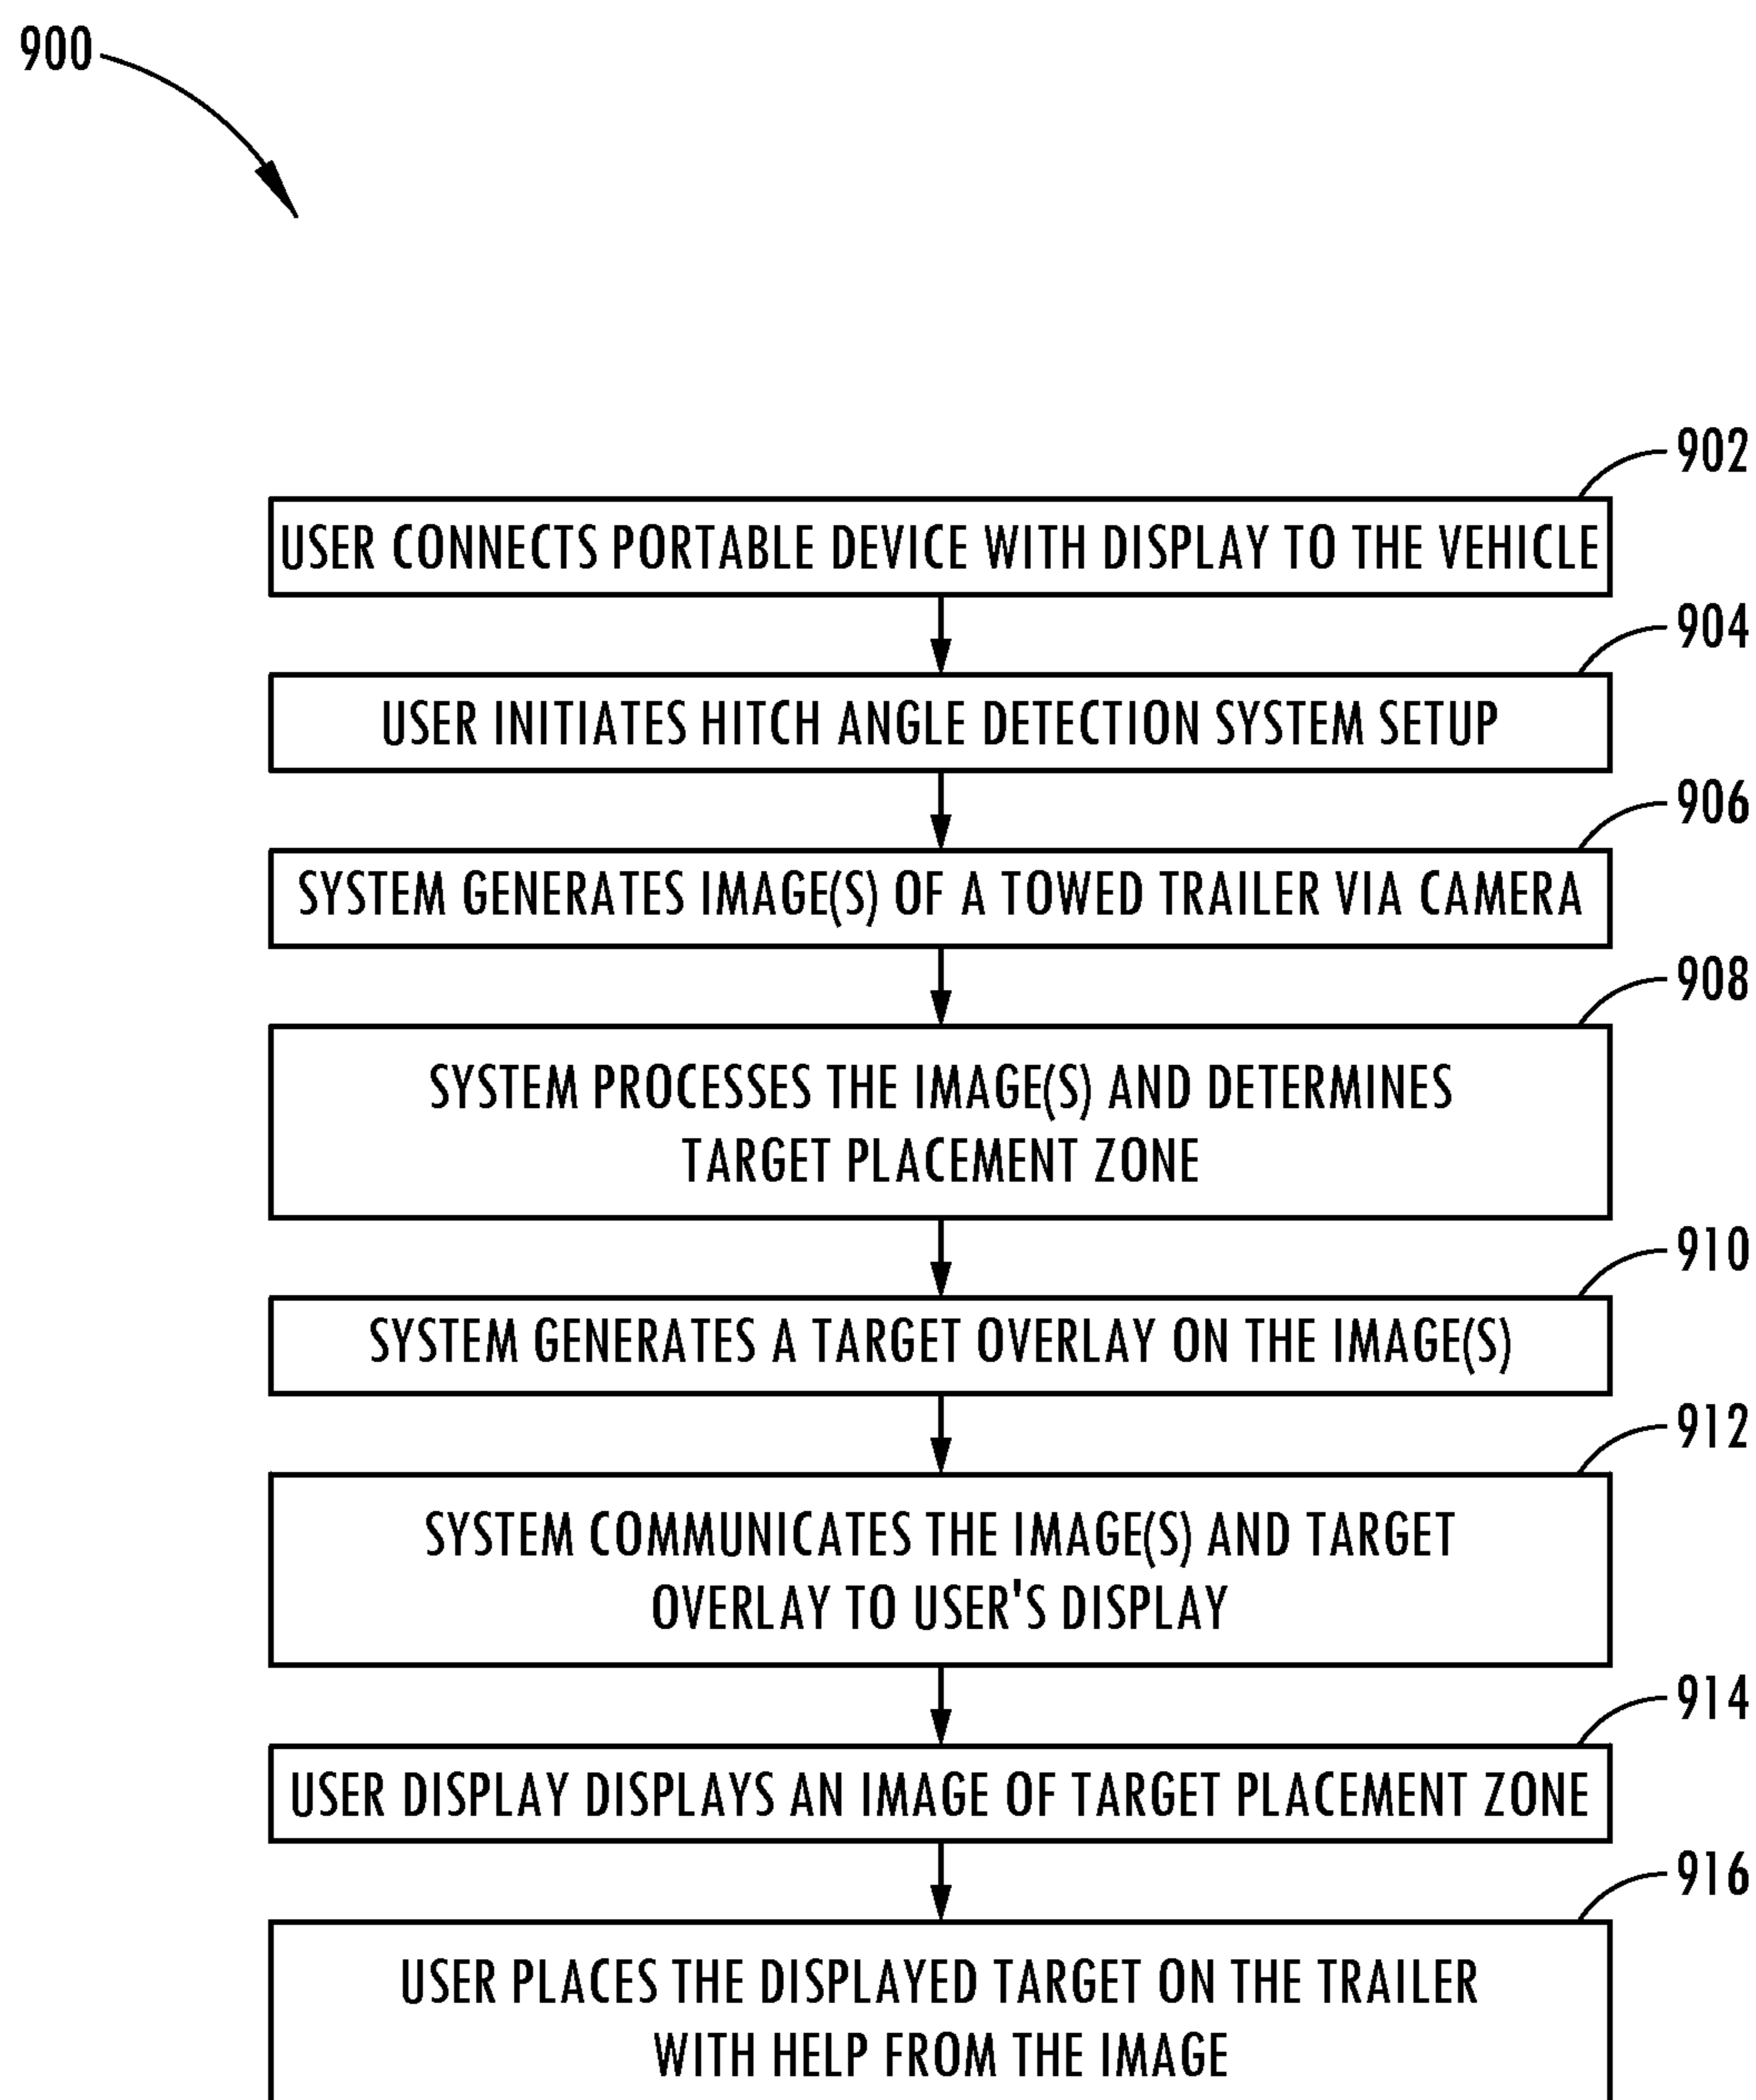 900
902
USER CONNECTS PORTABLE DEVICE WITH DISPLAY TO THE VEHICLE
904
USER INITIATES HITCH ANGLE DETECTION SYSTEM SETUP
906
SYSTEM GENERATES IMAGE(S) OF A TOWED TRAILER VIA CAMERA
908
SYSTEM PROCESSES THE IMAGE(S) AND DETERMINES
TARGET PLACEMENT ZONE
910
SYSTEM GENERATES A TARGET OVERLAY ON THE IMAGE(S)
912
SYSTEM COMMUNICATES THE IMAGE(S) AND TARGET
OVERLAY TO USER'S DISPLAY
914
USER DISPLAY DISPLAYS AN IMAGE OF TARGET PLACEMENT ZONE
916
USER PLACES THE DISPLAYED TARGET ON THE TRAILER
WITH HELP FROM THE IMAGE